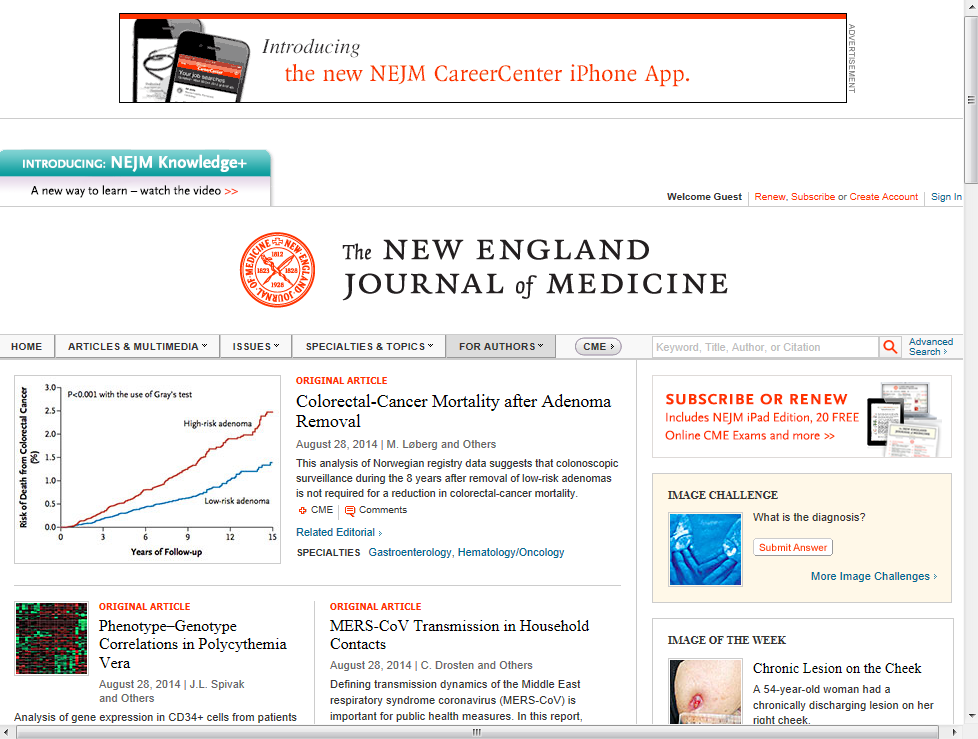 Introducing
the new NEJM CareerCenter iPhone App.
ADVERTISEMENT
INTRODUCING: NEJM Knowledge+
A new way to learn – watch the video >>
Welcome Guest | Renew, Subscribe or Create Account | Sign In
The NEW ENGLAND
JOURNAL of MEDICINE
HOME
ARTICLES & MULTIMEDIA
ISSUES
SPECIALTIES & TOPICS
FOR AUTHORS
CME ›
Keyword, Title, Author, or Citation
Advanced
Search ›
Risk of Death from Colorectal Cancer
(%)
3.0
2.5
2.0
1.5
1.0
0.5
0.0
P<0.001 with the use of Gray's test
High-risk adenoma
Low-risk adenoma
0 3 6 9 12 15
Years of Follow-up
ORIGINAL ARTICLE
Colorectal-Cancer Mortality after Adenoma
Removal
August 28, 2014 | M. Løberg and Others
This analysis of Norwegian registry data suggests that colonoscopic
surveillance during the 8 years after removal of low-risk adenomas
is not required for a reduction in colorectal-cancer mortality.
CME | Comments
Related Editorial ›
SPECIALTIES Gastroenterology, Hematology/Oncology
SUBSCRIBE OR RENEW
Includes NEJM iPad Edition, 20 FREE
Online CME Exams and more >>
IMAGE CHALLENGE
What is the diagnosis?
Submit Answer
More Image Challenges ›
ORIGINAL ARTICLE
Phenotype–Genotype
Correlations in Polycythemia
Vera
August 28, 2014 | J.L. Spivak
and Others
Analysis of gene expression in CD34+ cells from patients
ORIGINAL ARTICLE
MERS-CoV Transmission in Household
Contacts
August 28, 2014 | C. Drosten and Others
Defining transmission dynamics of the Middle East
respiratory syndrome coronavirus (MERS-CoV) is
important for public health measures. In this report,
IMAGE OF THE WEEK
Chronic Lesion on the Cheek
A 54-year-old woman had a
chronically discharging lesion on her
right cheek.